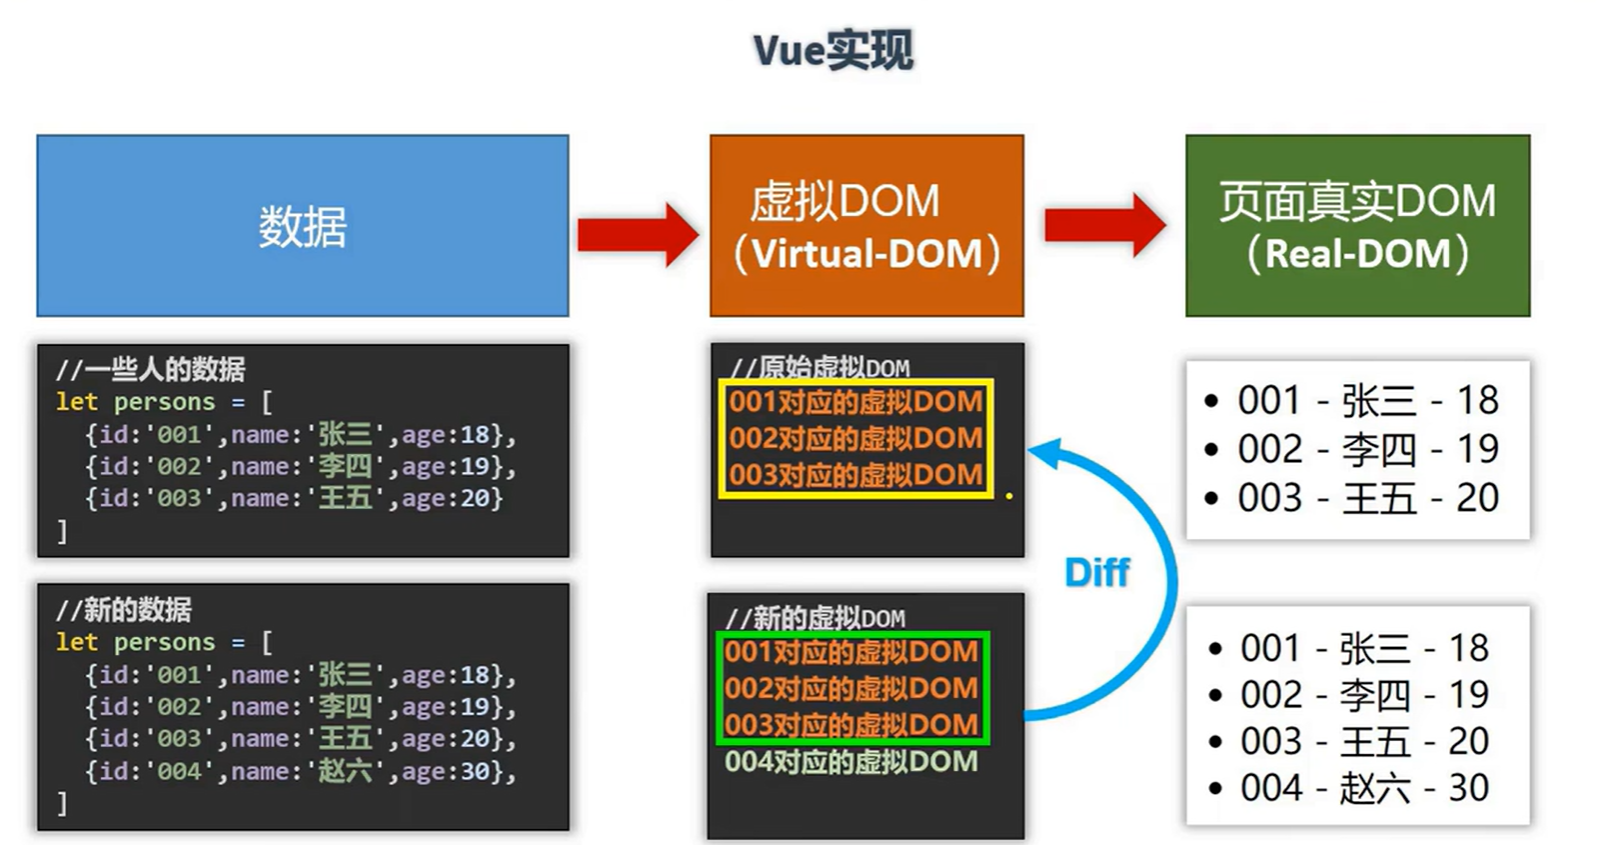 Vue实现
数据
虚拟DOM
（Virtual-DOM）
页面真实DOM
（Real-DOM）
//一些人的数据
let persons = [
{id:'001',name:'张三',age:18},
{id:'002',name:'李四',age:19},
{id:'003',name:'王五',age:20}
]
//原始虚拟DOM
001对应的虚拟DOM
002对应的虚拟DOM
003对应的虚拟DOM
001 - 张三 - 18
002 - 李四 - 19
003 - 王五 - 20
Diff
//新的数据
let persons = [
{id:'001',name:'张三',age:18},
{id:'002',name:'李四',age:19},
{id:'003',name:'王五',age:20},
{id:'004',name:'赵六',age:30},
]
//新的虚拟DOM
001对应的虚拟DOM
002对应的虚拟DOM
003对应的虚拟DOM
004对应的虚拟DOM
001 - 张三 - 18
002 - 李四 - 19
003 - 王五 - 20
004 - 赵六 - 30